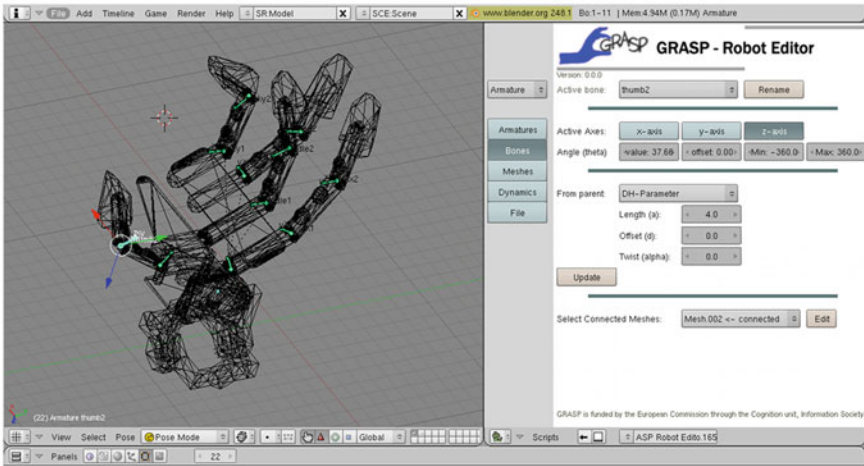 File Add Timeline Game Render Help SR:Model X SCE:Scene X www.blender.org 248.1 Bo:1-11 | Mem:4.94M (0.17M) Armature
GRASP GRASP - Robot Editor
Version: 0.0.0
Armature Active bone: thumb2 Rename
Armatures Active Axes: x-axis y-axis z-axis
Bones Angle (theta) value: 37.68 offset: 0.00 Min: -360.0 Max: 360.0
Meshes
Dynamics From parent: DH-Parameter
File Length (a): 4.0
Offset (d): 0.0
Twist (alpha): 0.0
Update
Select Connected Meshes: Mesh.002 <- connected Edit
GRASP is funded by the European Commission through the Cognition unit, Information Society
(22) Armature thumb2
View Select Pose Pose Mode Global Scripts ASP Robot Edito.165
Panels 22